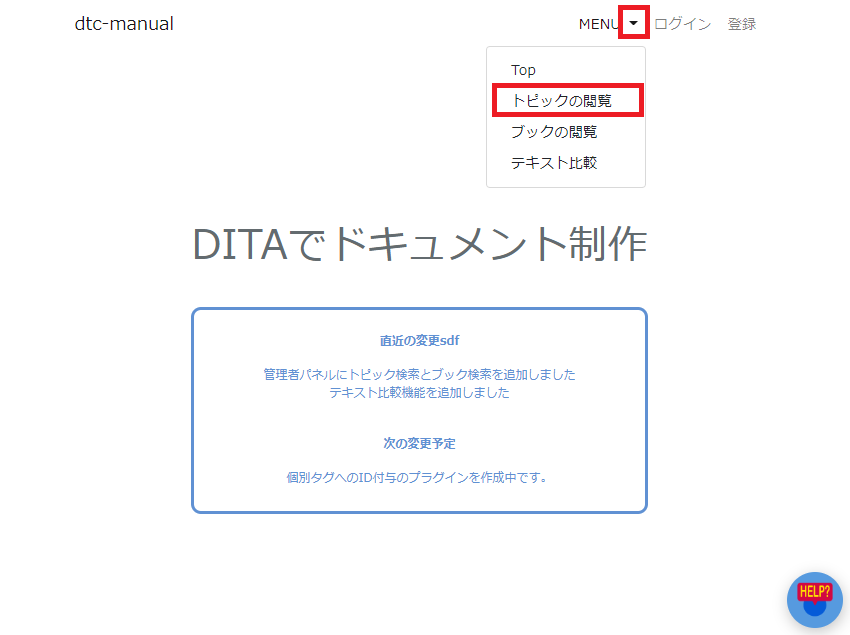 dtc-manual
MENU ログイン 登録
Top
トピックの閲覧
ブックの閲覧
テキスト比較
DITAでドキュメント制作
直近の変更sdf
管理者パネルにトピック検索とブック検索を追加しました
テキスト比較機能を追加しました
次の変更予定
個別タグへのID付与のプラグインを作成中です。
HELP?